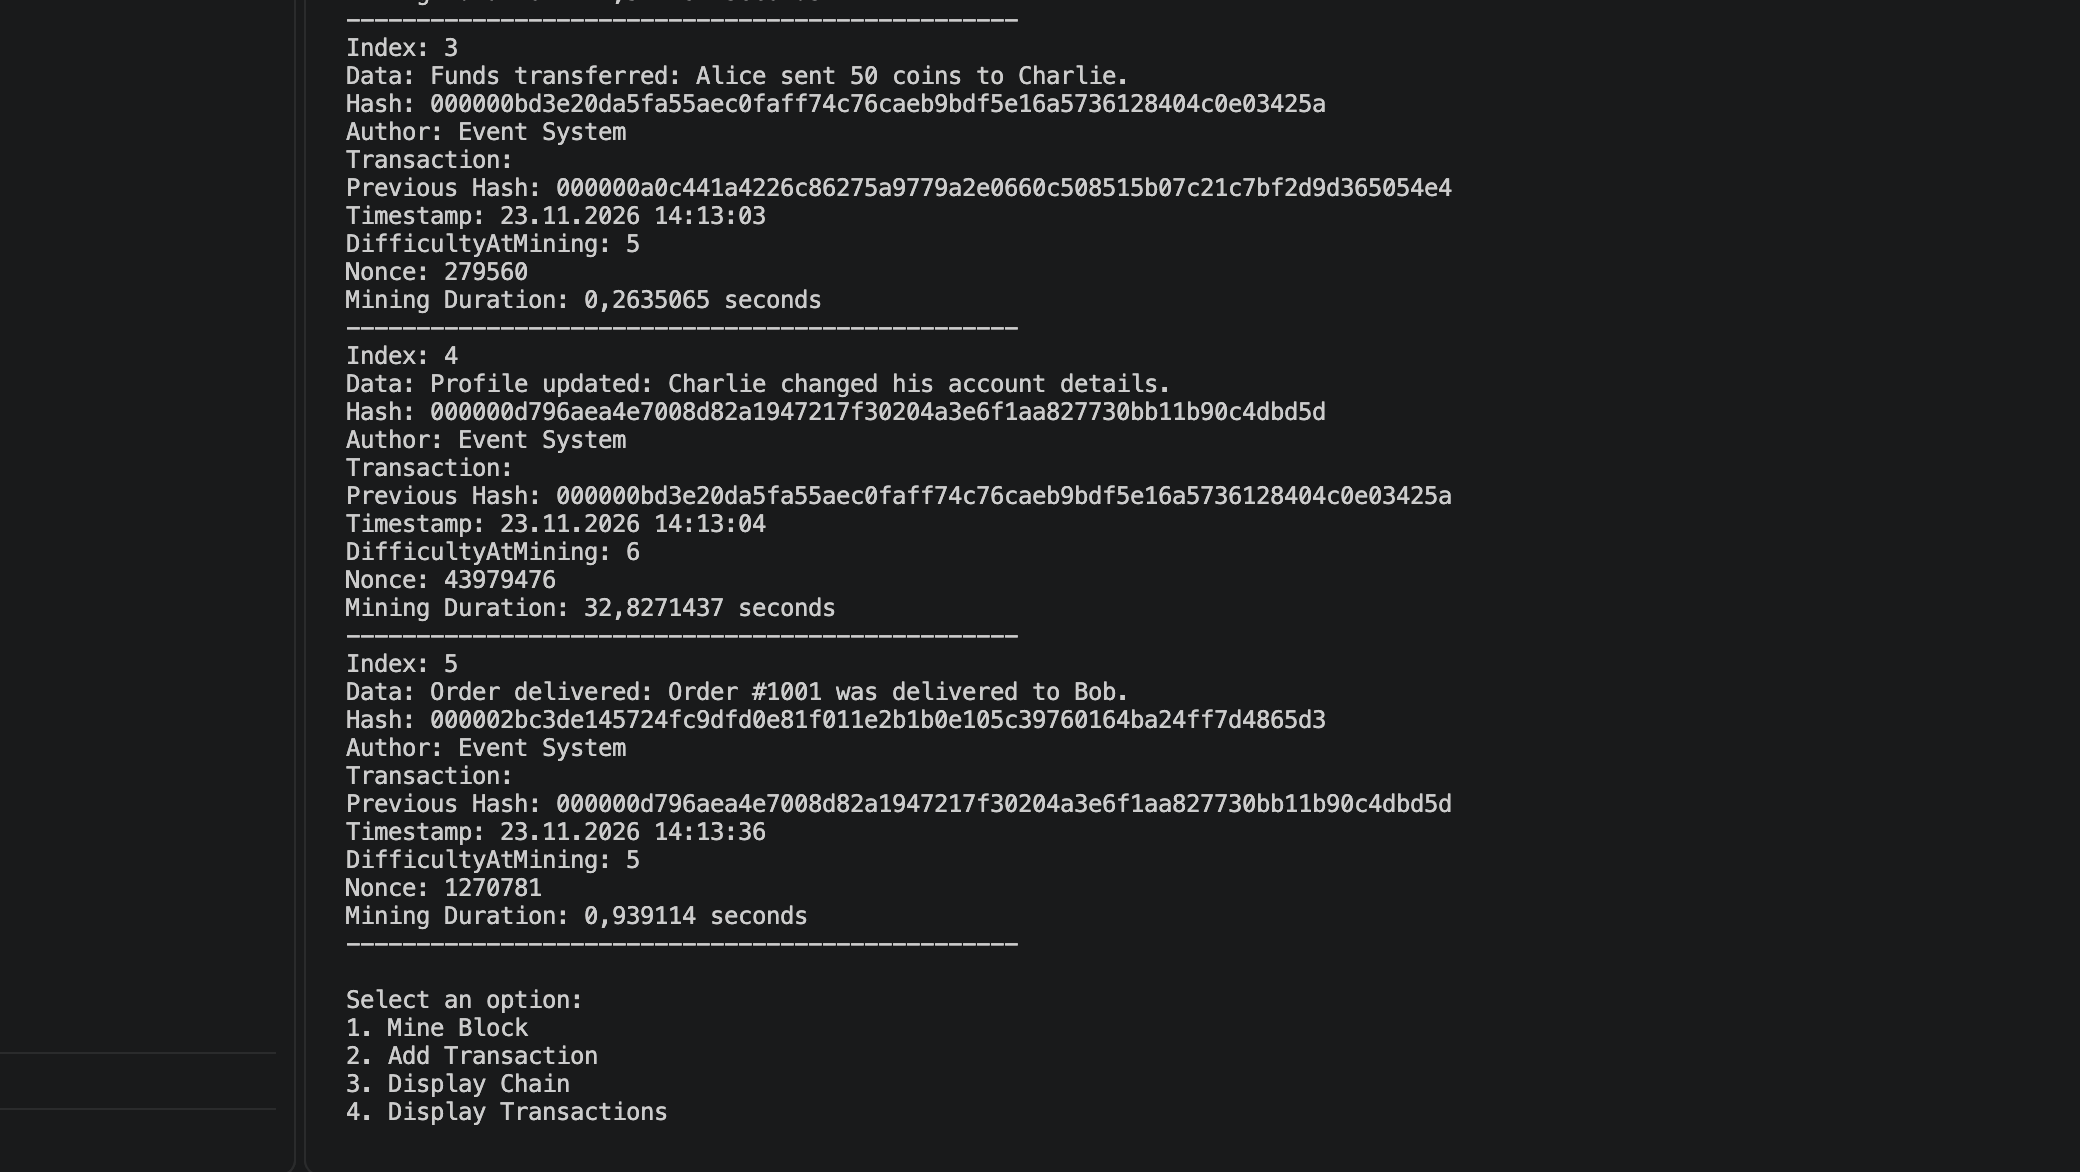 ------------------------------------------------
Index: 3
Data: Funds transferred: Alice sent 50 coins to Charlie.
Hash: 000000bd3e20da5fa55aec0faff74c76caeb9bdf5e16a5736128404c0e03425a
Author: Event System
Transaction:
Previous Hash: 000000a0c441a4226c86275a9779a2e0660c508515b07c21c7bf2d9d365054e4
Timestamp: 23.11.2026 14:13:03
DifficultyAtMining: 5
Nonce: 279560
Mining Duration: 0,2635065 seconds
------------------------------------------------
Index: 4
Data: Profile updated: Charlie changed his account details.
Hash: 000000d796aea4e7008d82a1947217f30204a3e6f1aa827730bb11b90c4dbd5d
Author: Event System
Transaction:
Previous Hash: 000000bd3e20da5fa55aec0faff74c76caeb9bdf5e16a5736128404c0e03425a
Timestamp: 23.11.2026 14:13:04
DifficultyAtMining: 6
Nonce: 43979476
Mining Duration: 32,8271437 seconds
------------------------------------------------
Index: 5
Data: Order delivered: Order #1001 was delivered to Bob.
Hash: 000002bc3de145724fc9dfd0e81f011e2b1b0e105c39760164ba24ff7d4865d3
Author: Event System
Transaction:
Previous Hash: 000000d796aea4e7008d82a1947217f30204a3e6f1aa827730bb11b90c4dbd5d
Timestamp: 23.11.2026 14:13:36
DifficultyAtMining: 5
Nonce: 1270781
Mining Duration: 0,939114 seconds
------------------------------------------------
Select an option:
1. Mine Block
2. Add Transaction
3. Display Chain
4. Display Transactions